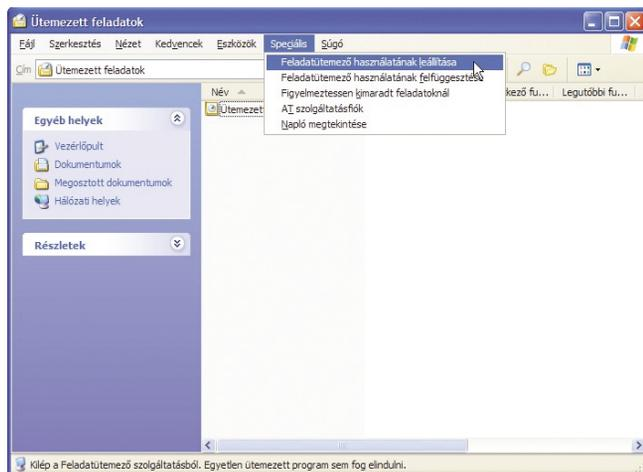 Ütemezett feladatok
Fájl Szerkesztés Nézet Kedvencek Eszközök Speciális Súgó
Cím Ütemezett feladatok
Feladatütemező használatának leállítása
Feladatütemező használatának felfüggesztése
Figyelmeztessen kimaradt feladatoknál
AT szolgáltatásfiók
Napló megtekintése
Név kező fu... Legutóbbi fu...
Ütemezett
Egyéb helyek
Vezérlőpult
Dokumentumok
Megosztott dokumentumok
Hálózati helyek
Részletek
Kilép a Feladatütemező szolgáltatásból. Egyetlen ütemezett program sem fog elindulni.